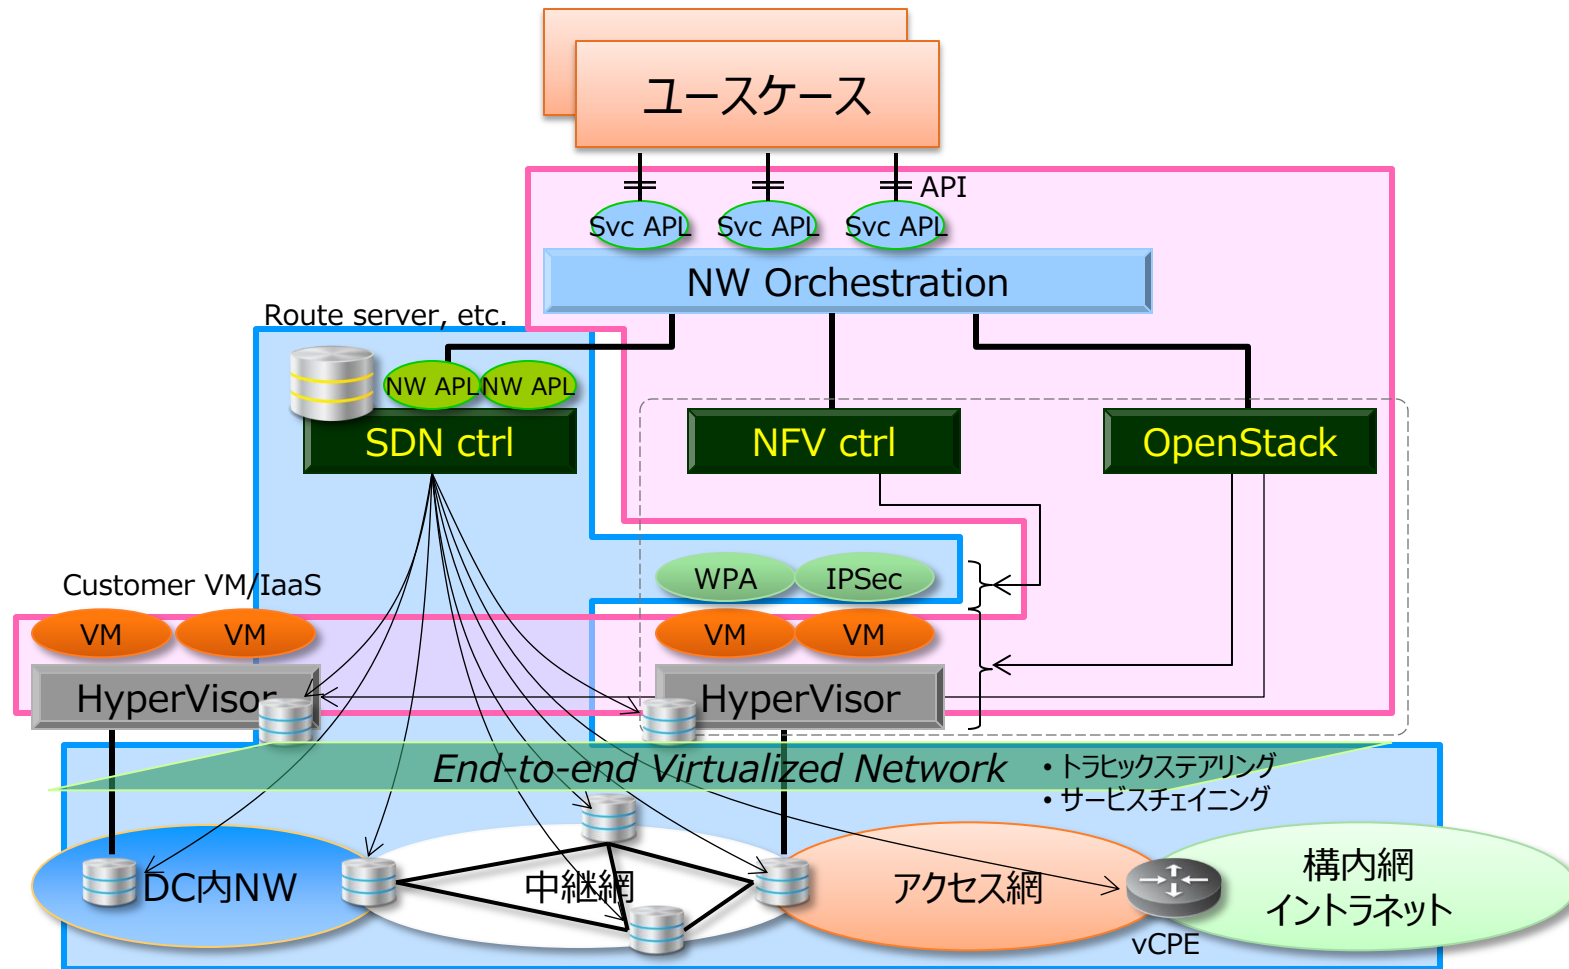 ユースケース
API
Svc APL
Svc APL
Svc APL
NW Orchestration
Route server, etc.
NW APL
NW APL
SDN ctrl
NFV ctrl
OpenStack
WPA
IPSec
Customer VM/IaaS
VM
VM
VM
VM
HyperVisor
HyperVisor
End-to-end Virtualized Network
・トラヒックステアリング
・サービスチェイニング
DC内NW
中継網
アクセス網
構内網
イントラネット
vCPE